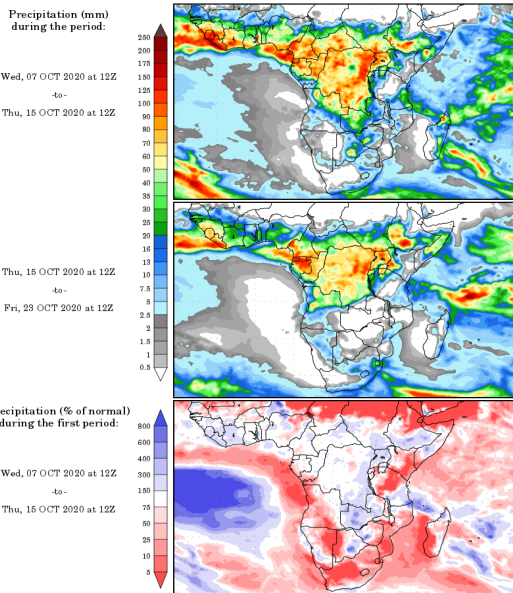 Precipitation (mm)
during the period:
Wed, 07 OCT 2020 at 12Z
-to-
Thu, 15 OCT 2020 at 12Z
250
200
175
150
125
100
90
80
70
60
50
40
35
30
25
20
16
13
10
7.5
5
2.5
2
1.5
1
0.5
Thu, 15 OCT 2020 at 12Z
-to-
Fri, 23 OCT 2020 at 12Z
ecipitation (% of normal)
during the first period:
Wed, 07 OCT 2020 at 12Z
-to-
Thu, 15 OCT 2020 at 12Z
800
600
400
300
150
75
50
25
10
5